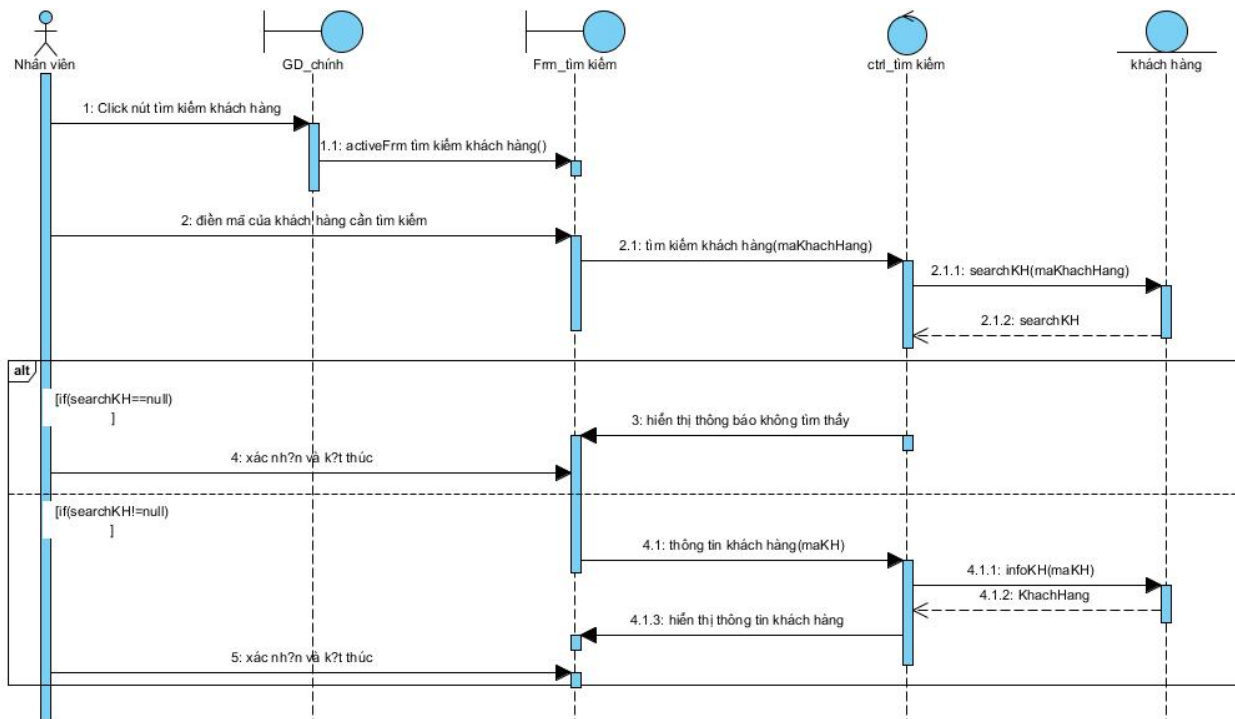 Nhân viên
GD_chính
Frm_tìm kiếm
ctrl_tìm kiếm
khách hàng
1: Click nút tìm kiếm khách hàng
1.1: activeFrm tìm kiếm khách hàng()
2: điền mã của khách hàng cần tìm kiếm
2.1: tìm kiếm khách hàng(maKhachHang)
2.1.1: searchKH(maKhachHang)
2.1.2: searchKH
alt
[if(searchKH==null)
]
3: hiển thị thông báo không tìm thấy
4: xác nh?n và k?t thúc
[if(searchKH!=null)
]
4.1: thông tin khách hàng(maKH)
4.1.1: infoKH(maKH)
4.1.2: KhachHang
4.1.3: hiển thị thông tin khách hàng
5: xác nh?n và k?t thúc